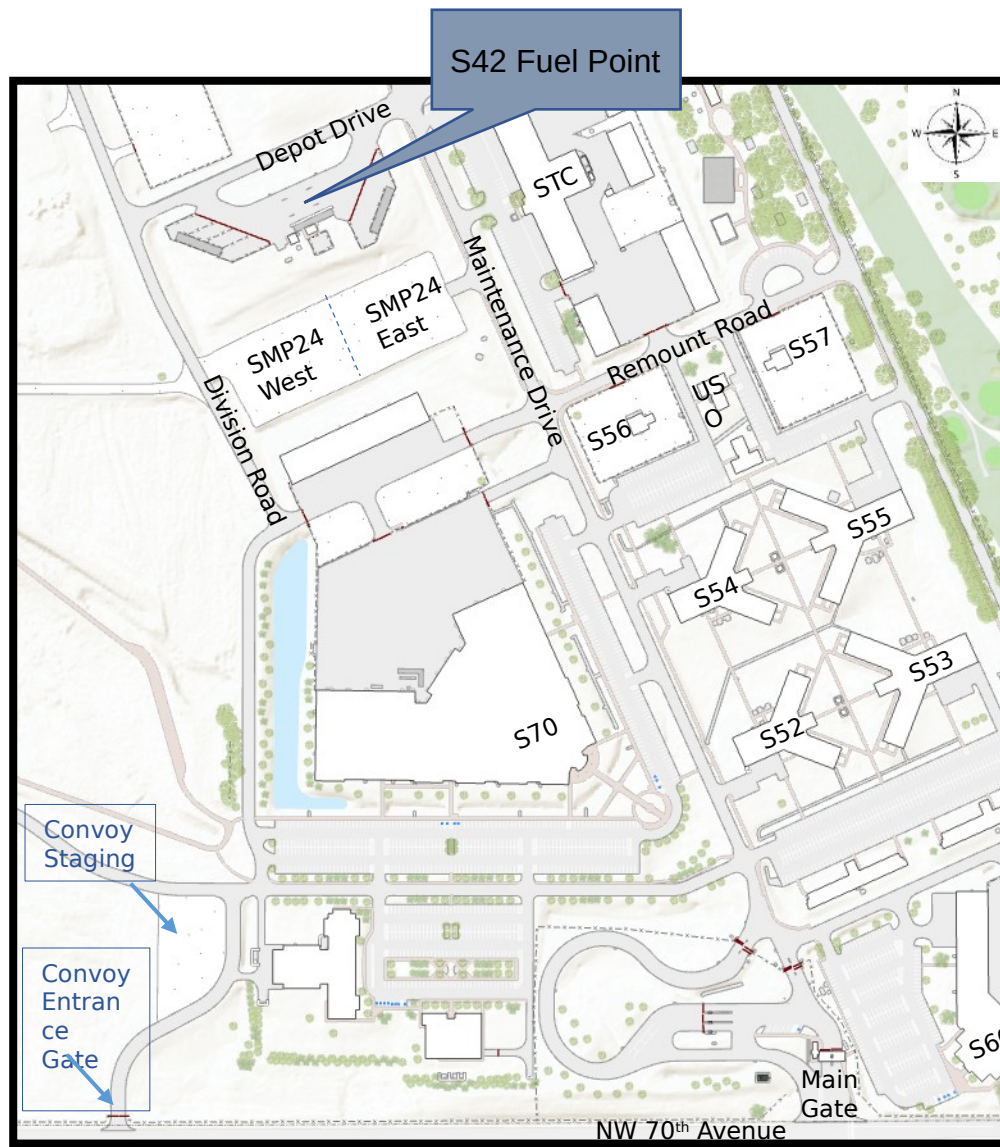 S42 Fuel Point
N
W
E
S
Depot Drive
STC
Maintenance Drive
SMP24
East
SMP24
West
Remount Road
S57
US
O
S56
Division Road
S55
S54
S53
S52
S70
Convoy
Staging
Convoy
Entran
ce
Gate
Main
Gate
NW 70th Avenue